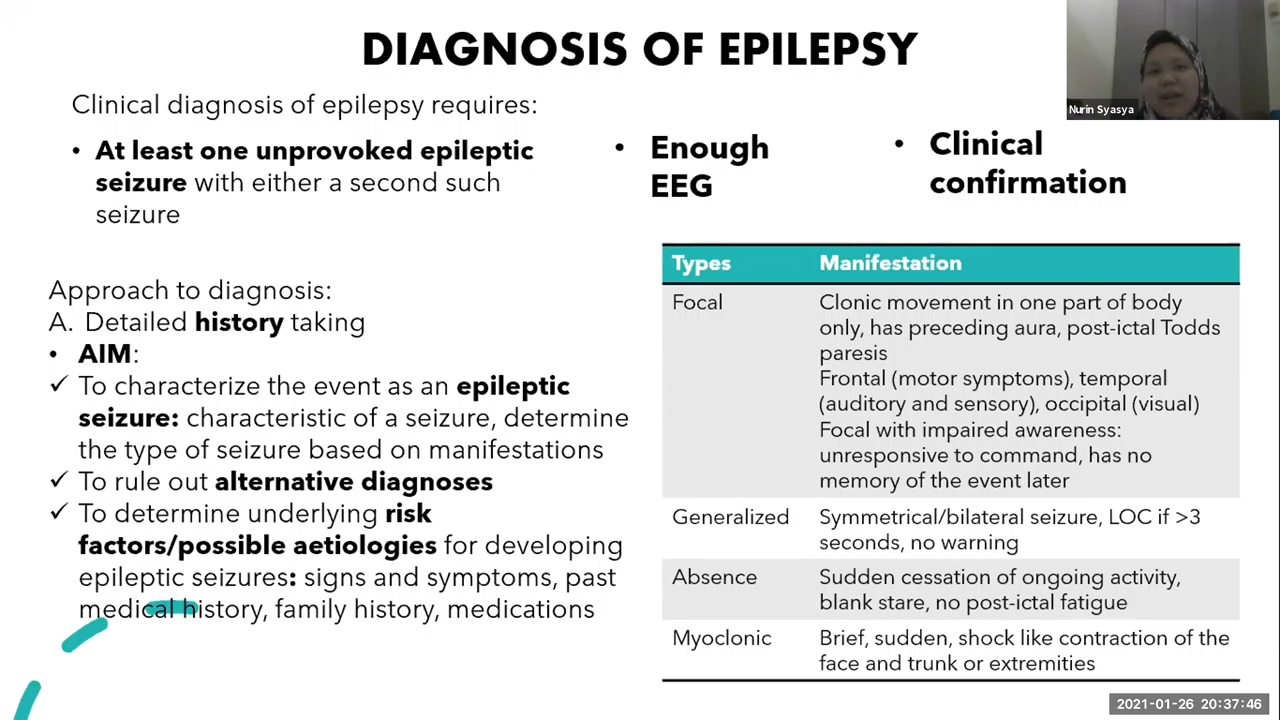 DIAGNOSIS OF EPILEPSY
Nurin Syasya
Clinical diagnosis of epilepsy requires:
• At least one unprovoked epileptic
seizure with either a second such
seizure
• Enough
EEG
• Clinical
confirmation
Approach to diagnosis:
A. Detailed history taking
• AIM:
✓ To characterize the event as an epileptic
seizure: characteristic of a seizure, determine
the type of seizure based on manifestations
✓ To rule out alternative diagnoses
✓ To determine underlying risk
factors/possible aetiologies for developing
epileptic seizures: signs and symptoms, past
medical history, family history, medications
Types Manifestation
Focal Clonic movement in one part of body
only, has preceding aura, post-ictal Todds
paresis
Frontal (motor symptoms), temporal
(auditory and sensory), occipital (visual)
Focal with impaired awareness:
unresponsive to command, has no
memory of the event later
Generalized Symmetrical/bilateral seizure, LOC if >3
seconds, no warning
Absence Sudden cessation of ongoing activity,
blank stare, no post-ictal fatigue
Myoclonic Brief, sudden, shock like contraction of the
face and trunk or extremities
2021-01-26 20:37:46